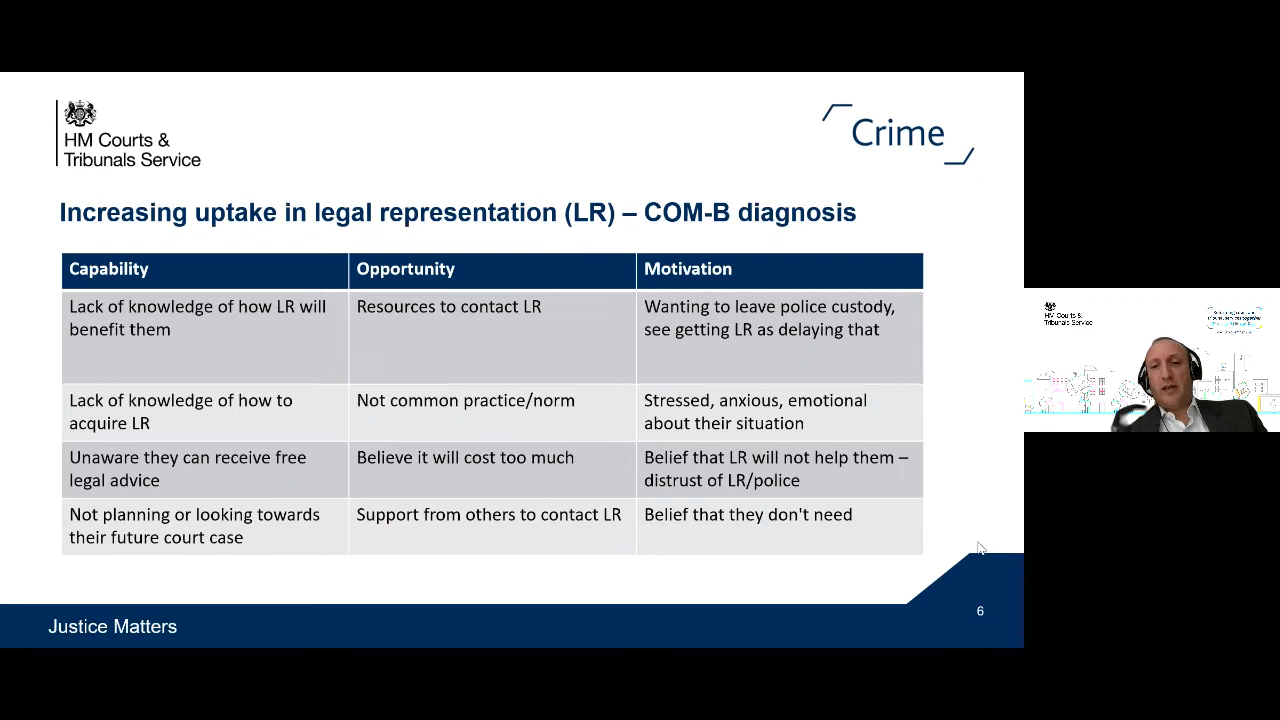 HM Courts &
Tribunals Service
Crime
Increasing uptake in legal representation (LR) – COM-B diagnosis
Capability
Opportunity
Motivation
Lack of knowledge of how LR will
benefit them
Resources to contact LR
Wanting to leave police custody,
see getting LR as delaying that
Lack of knowledge of how to
acquire LR
Not common practice/norm
Stressed, anxious, emotional
about their situation
Unaware they can receive free
legal advice
Believe it will cost too much
Belief that LR will not help them –
distrust of LR/police
Not planning or looking towards
their future court case
Support from others to contact LR
Belief that they don't need
Justice Matters
6
HM Courts &
Tribunals Service